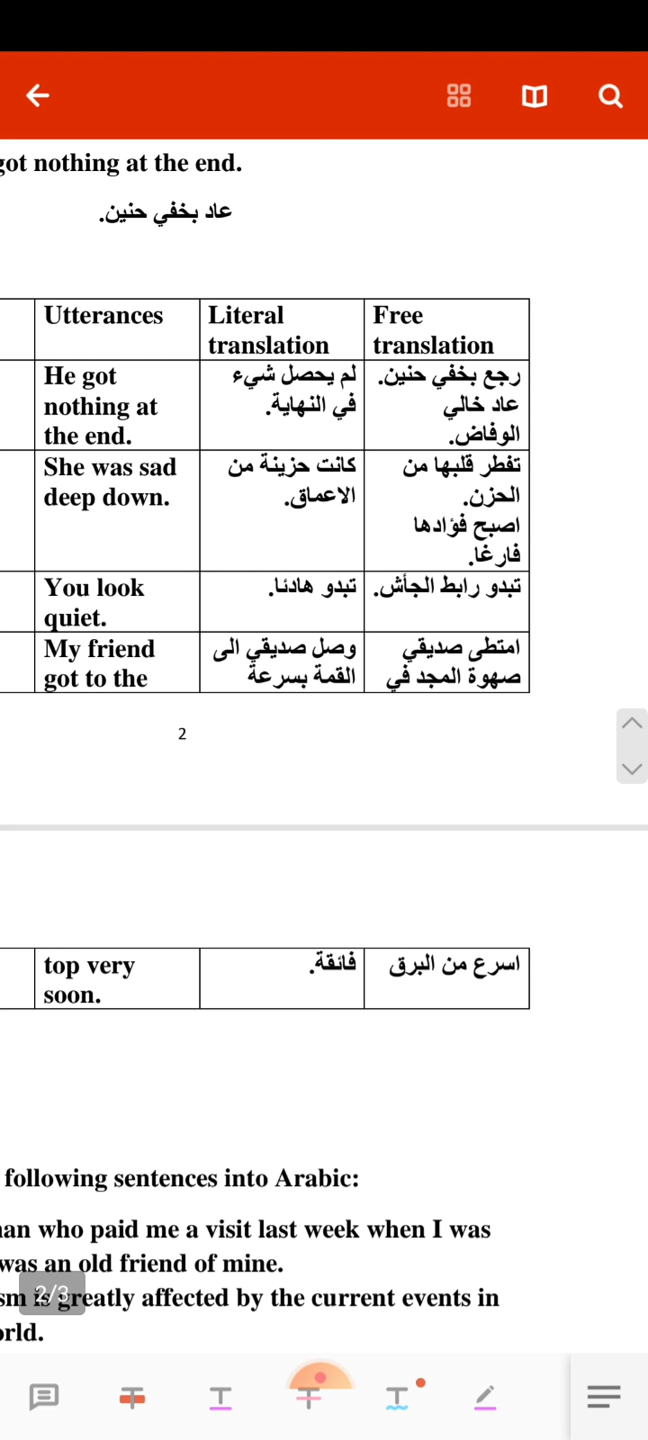 got nothing at the end.
عاد بخفي حنين.
Utterances
Literal
translation
Free
translation
He got
nothing at
the end.
لم يحصل شيء
في النهاية.
رجع بخفي حنين.
عاد خالي
الوفاض.
She was sad
deep down.
كانت حزينة من
الاعماق.
تفطر قلبها من
الحزن.
اصبح فؤادها
فارغا.
You look
quiet.
تبدو هادئا.
تبدو رابط الجأش.
My friend
got to the
وصل صديقي الى
القمة بسرعة
امتطى صديقي
صهوة المجد في
2
top very
soon.
فائقة.
اسرع من البرق
following sentences into Arabic:
an who paid me a visit last week when I was
was an old friend of mine.
sm is greatly affected by the current events in
orld.
2/3